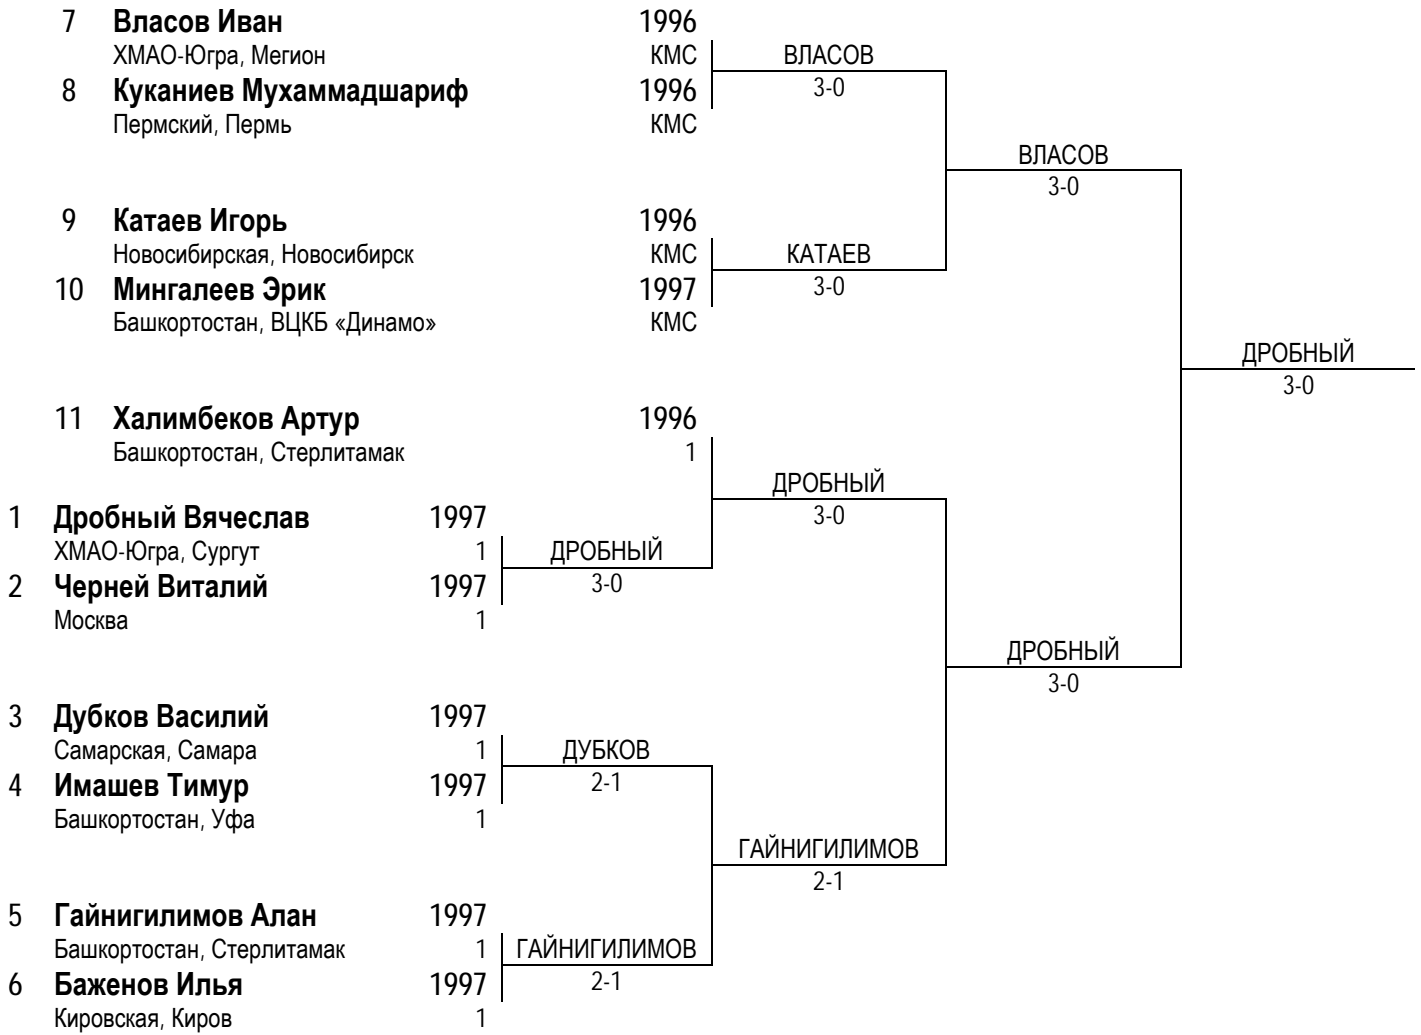 7 Власов Иван 1996
ХМАО-Югра, Мегион КМС ВЛАСОВ
8 Куканиев Мухаммадшариф 1996 3-0
Пермский, Пермь КМС
ВЛАСОВ
3-0
9 Катаев Игорь 1996
Новосибирская, Новосибирск КМС КАТАЕВ
10 Мингалеев Эрик 1997 3-0
Башкортостан, ВЦКБ «Динамо» КМС
ДРОБНЫЙ
3-0
11 Халимбеков Артур 1996
Башкортостан, Стерлитамак 1
ДРОБНЫЙ
1 Дробный Вячеслав 1997 3-0
ХМАО-Югра, Сургут 1 ДРОБНЫЙ
2 Черней Виталий 1997 3-0
Москва 1
ДРОБНЫЙ
3-0
3 Дубков Василий 1997
Самарская, Самара 1 ДУБКОВ
4 Имашев Тимур 1997 2-1
Башкортостан, Уфа 1
ГАЙНИГИЛИМОВ
2-1
5 Гайнигилимов Алан 1997
Башкортостан, Стерлитамак 1 ГАЙНИГИЛИМОВ
6 Баженов Илья 1997 2-1
Кировская, Киров 1